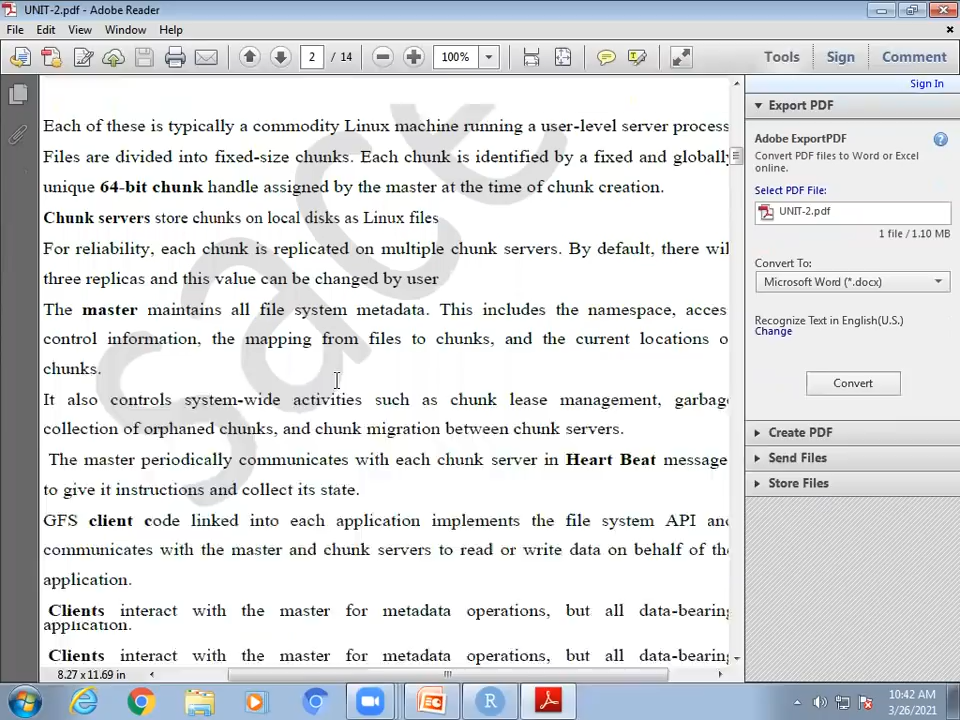 UNIT-2.pdf - Adobe Reader
File Edit View Window Help
2 / 14 100% Tools Sign Comment
Sign In
Each of these is typically a commodity Linux machine running a user-level server process
Files are divided into fixed-size chunks. Each chunk is identified by a fixed and globally
unique 64-bit chunk handle assigned by the master at the time of chunk creation.
Chunk servers store chunks on local disks as Linux files
For reliability, each chunk is replicated on multiple chunk servers. By default, there wil
three replicas and this value can be changed by user
The master maintains all file system metadata. This includes the namespace, acces
control information, the mapping from files to chunks, and the current locations o
chunks.
It also controls system-wide activities such as chunk lease management, garbag
collection of orphaned chunks, and chunk migration between chunk servers.
The master periodically communicates with each chunk server in Heart Beat message
to give it instructions and collect its state.
GFS client code linked into each application implements the file system API and
communicates with the master and chunk servers to read or write data on behalf of th
application.
Clients interact with the master for metadata operations, but all data-bearing
application.
Clients interact with the master for metadata operations, but all data-bearing
8.27 x 11.69 in
Export PDF
Adobe ExportPDF
Convert PDF files to Word or Excel
online.
Select PDF File:
UNIT-2.pdf
1 file / 1.10 MB
Convert To:
Microsoft Word (*.docx)
Recognize Text in English(U.S.)
Change
Convert
Create PDF
Send Files
Store Files
10:42 AM
3/26/2021